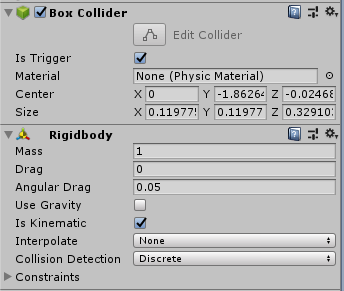 Box Collider
Edit Collider
Is Trigger
Material None (Physic Material)
Center X 0 Y -1.86264 Z -0.02468
Size X 0.119775 Y 0.11977 Z 0.329103
Rigidbody
Mass 1
Drag 0
Angular Drag 0.05
Use Gravity
Is Kinematic
Interpolate None
Collision Detection Discrete
Constraints